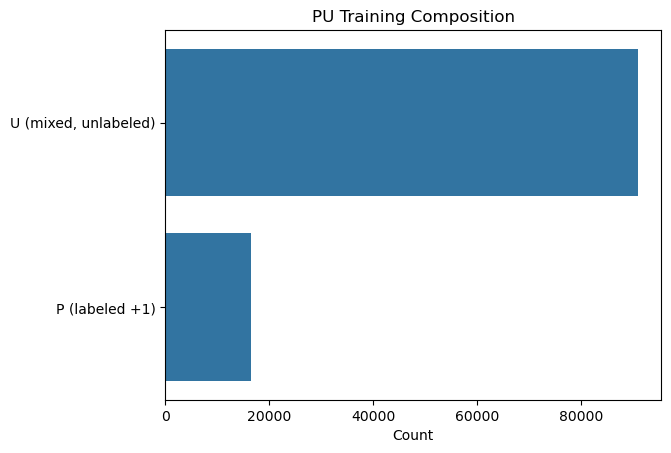 PU Training Composition
U (mixed, unlabeled)
P (labeled +1)
0 20000 40000 60000 80000
Count